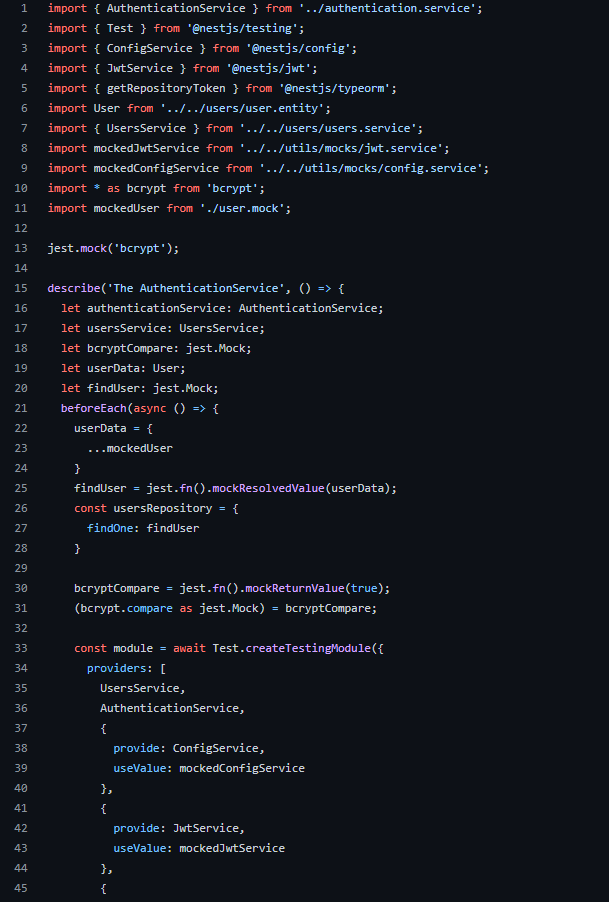 1 import { AuthenticationService } from '../authentication.service';
2 import { Test } from '@nestjs/testing';
3 import { ConfigService } from '@nestjs/config';
4 import { JwtService } from '@nestjs/jwt';
5 import { getRepositoryToken } from '@nestjs/typeorm';
6 import User from '../../users/user.entity';
7 import { UsersService } from '../../users/users.service';
8 import mockedJwtService from '../../utils/mocks/jwt.service';
9 import mockedConfigService from '../../utils/mocks/config.service';
10 import * as bcrypt from 'bcrypt';
11 import mockedUser from './user.mock';
12
13 jest.mock('bcrypt');
14
15 describe('The AuthenticationService', () => {
16   let authenticationService: AuthenticationService;
17   let usersService: UsersService;
18   let bcryptCompare: jest.Mock;
19   let userData: User;
20   let findUser: jest.Mock;
21   beforeEach(async () => {
22     userData = {
23       ...mockedUser
24     }
25     findUser = jest.fn().mockResolvedValue(userData);
26     const usersRepository = {
27       findOne: findUser
28     }
29
30     bcryptCompare = jest.fn().mockReturnValue(true);
31     (bcrypt.compare as jest.Mock) = bcryptCompare;
32
33     const module = await Test.createTestingModule({
34       providers: [
35         UsersService,
36         AuthenticationService,
37         {
38           provide: ConfigService,
39           useValue: mockedConfigService
40         },
41         {
42           provide: JwtService,
43           useValue: mockedJwtService
44         },
45         {